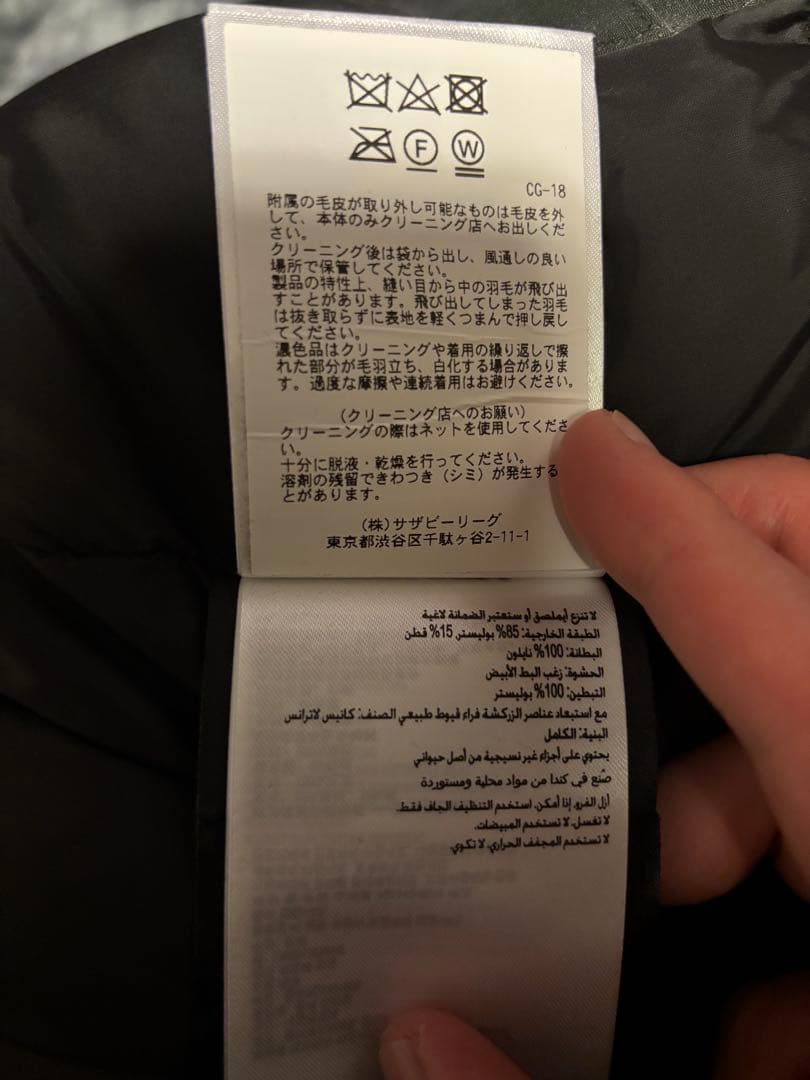 F W
CG-18
附属の毛皮が取り外し可能なものは毛皮を外
して、本体のみクリーニング店へお出しくだ
さい。
クリーニング後は袋から出し、風通しの良い
場所で保管してください。
製品の特性上、縫い目から中の羽毛が飛び出
すことがあります。飛び出してしまった羽毛
は抜き取らずに表地を軽くつまんで押し戻し
てください。
濃色品はクリーニングや着用の繰り返しで擦
れた部分が毛羽立ち、白化する場合がありま
す。過度な摩擦や連続着用はお避けください。
(クリーニング店へのお願い)
クリーニングの際はネットを使用してくださ
い。
十分に脱液・乾燥を行ってください。
溶剤の残留できわつき(シミ)が発生するこ
とがあります。
(株)サザビーリーグ
東京都渋谷区千駄ヶ谷2-11-1
لا تنزع أيملصق أو ستعتبر الضمانة لاغية
الطبقة الخارجية: 85% بوليستر, 15% قطن
البطانة: 100% نايلون
الحشوة: زغب البط الأبيض
التبطين: 100% بوليستر
مع استبعاد عناصر الزركشة فراء قيوط طبيعي الصنف: كانيس لاترانس
البنية: الكامل
يحتوي على أجزاء غير نسيجية من أصل حيواني
صُنع في كندا من مواد محلية ومستوردة
أزل الفرو, إذا أمكن. استخدم التنظيف الجاف فقط.
لا تغسل. لا تستخدم المبيضات.
لا تستخدم المجفف الحراري. لا تكوي.